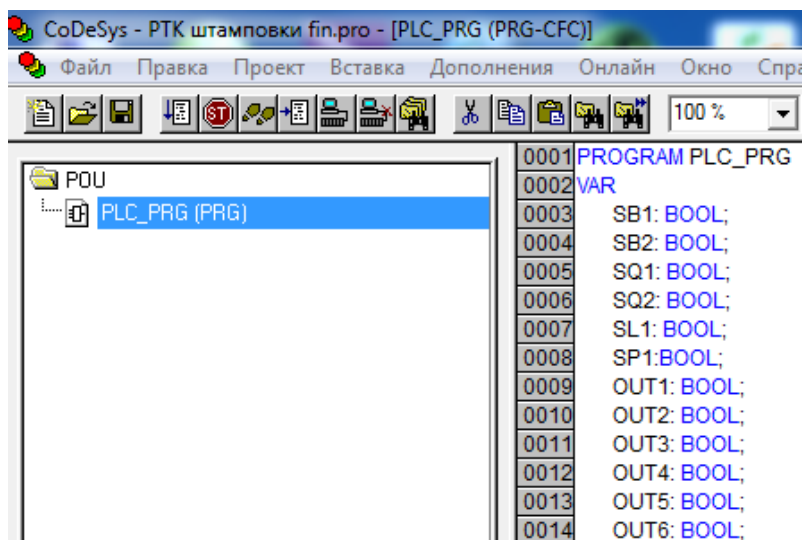 CoDeSys - РТК штамповки fin.pro - [PLC_PRG (PRG-CFC)]
Файл Правка Проект Вставка Дополнения Онлайн Окно
ST 100 %
POU
PLC_PRG (PRG)
0001 PROGRAM PLC_PRG
0002 VAR
0003 SB1: BOOL;
0004 SB2: BOOL;
0005 SQ1: BOOL;
0006 SQ2: BOOL;
0007 SL1: BOOL;
0008 SP1:BOOL;
0009 OUT1: BOOL;
0010 OUT2: BOOL;
0011 OUT3: BOOL;
0012 OUT4: BOOL;
0013 OUT5: BOOL;
0014 OUT6: BOOL;